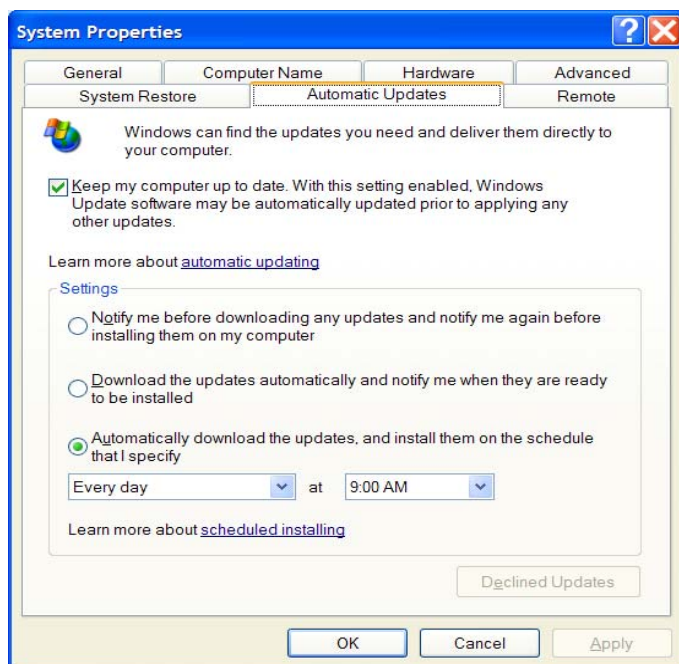 System Properties
General Computer Name Hardware Advanced
System Restore Automatic Updates Remote
Windows can find the updates you need and deliver them directly to
your computer.
Keep my computer up to date. With this setting enabled, Windows
Update software may be automatically updated prior to applying any
other updates.
Learn more about automatic updating
Settings
Notify me before downloading any updates and notify me again before
installing them on my computer
Download the updates automatically and notify me when they are ready
to be installed
Automatically download the updates, and install them on the schedule
that I specify
Every day at 9:00 AM
Learn more about scheduled installing
Declined Updates
OK Cancel Apply